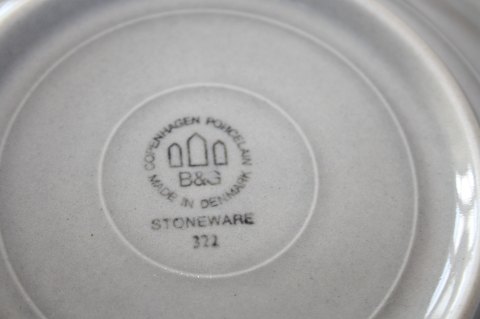 COPENHAGEN PORCELAIN
B&G
MADE IN DENMARK
STONEWARE
322